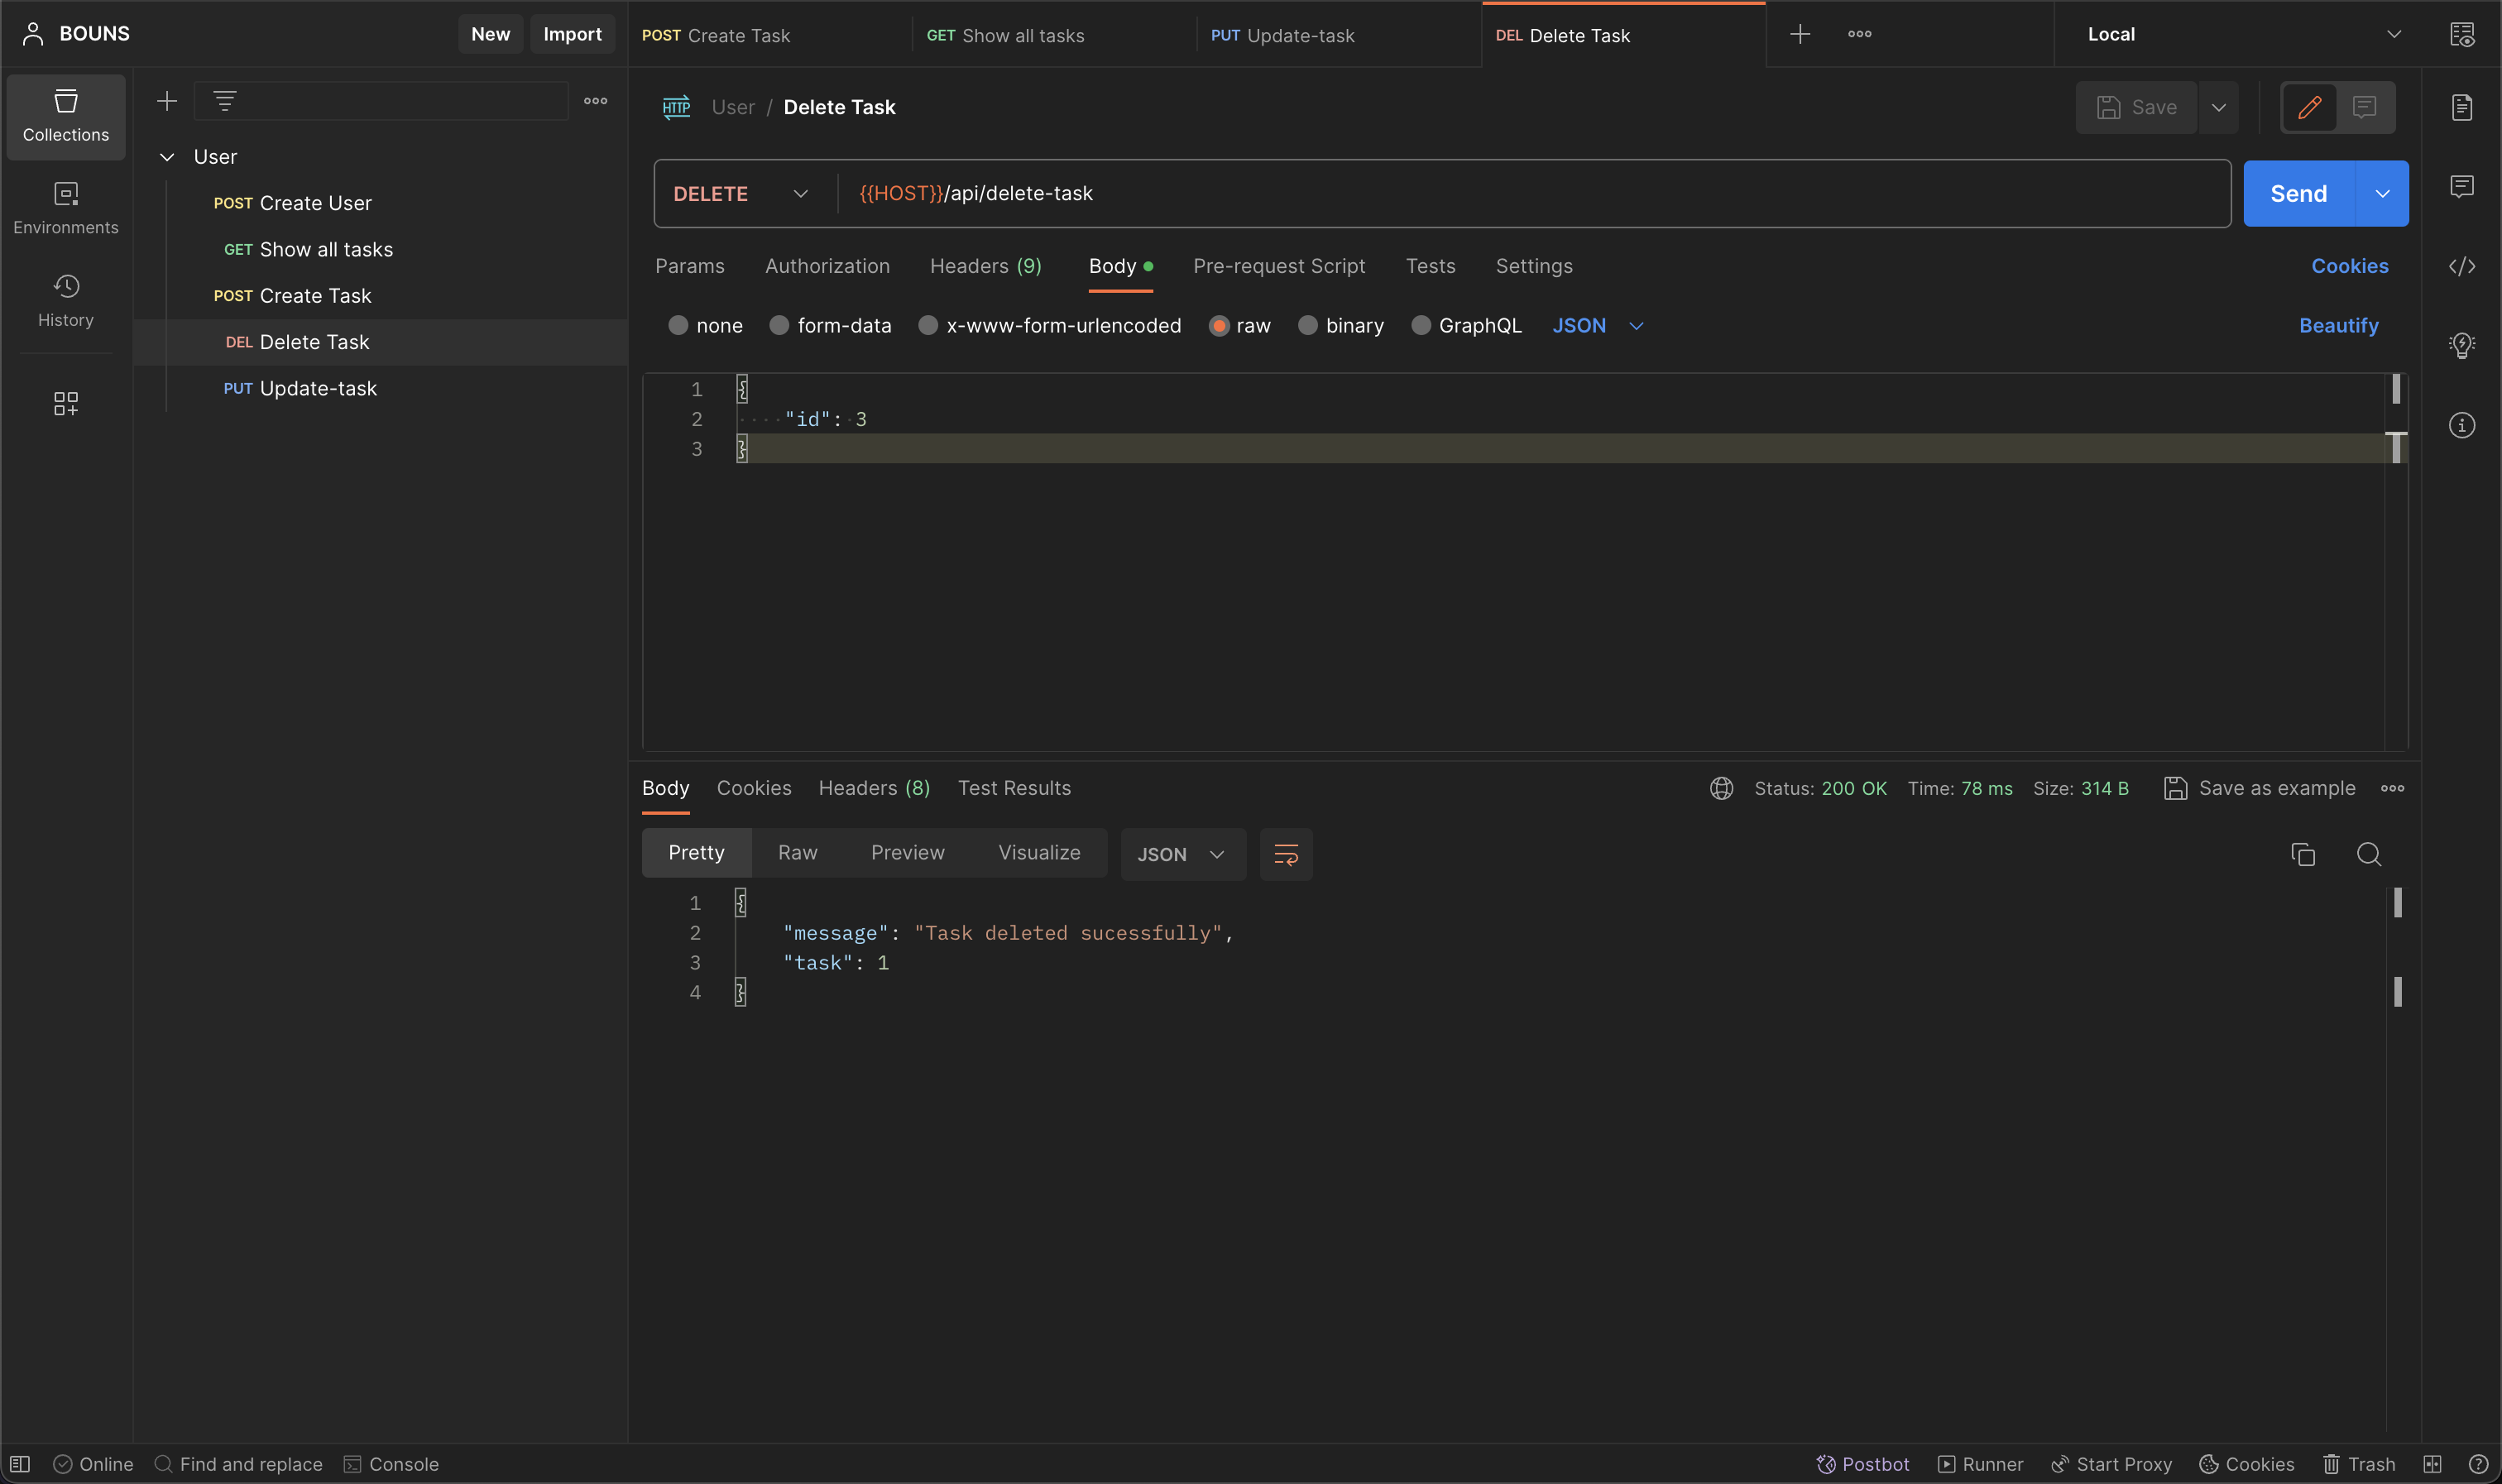 BOUNS
New
Import
POST Create Task
GET Show all tasks
PUT Update-task
DEL Delete Task
Local
Collections
Environments
History
User
POST Create User
GET Show all tasks
POST Create Task
DEL Delete Task
PUT Update-task
HTTP User / Delete Task
Save
DELETE {{HOST}}/api/delete-task
Send
Params Authorization Headers (9) Body Pre-request Script Tests Settings Cookies
none form-data x-www-form-urlencoded raw binary GraphQL JSON Beautify
1 {
2 "id": 3
3 }
Body Cookies Headers (8) Test Results Status: 200 OK Time: 78 ms Size: 314 B Save as example
Pretty Raw Preview Visualize JSON
1 {
2 "message": "Task deleted sucessfully",
3 "task": 1
4 }
Online Find and replace Console Postbot Runner Start Proxy Cookies Trash